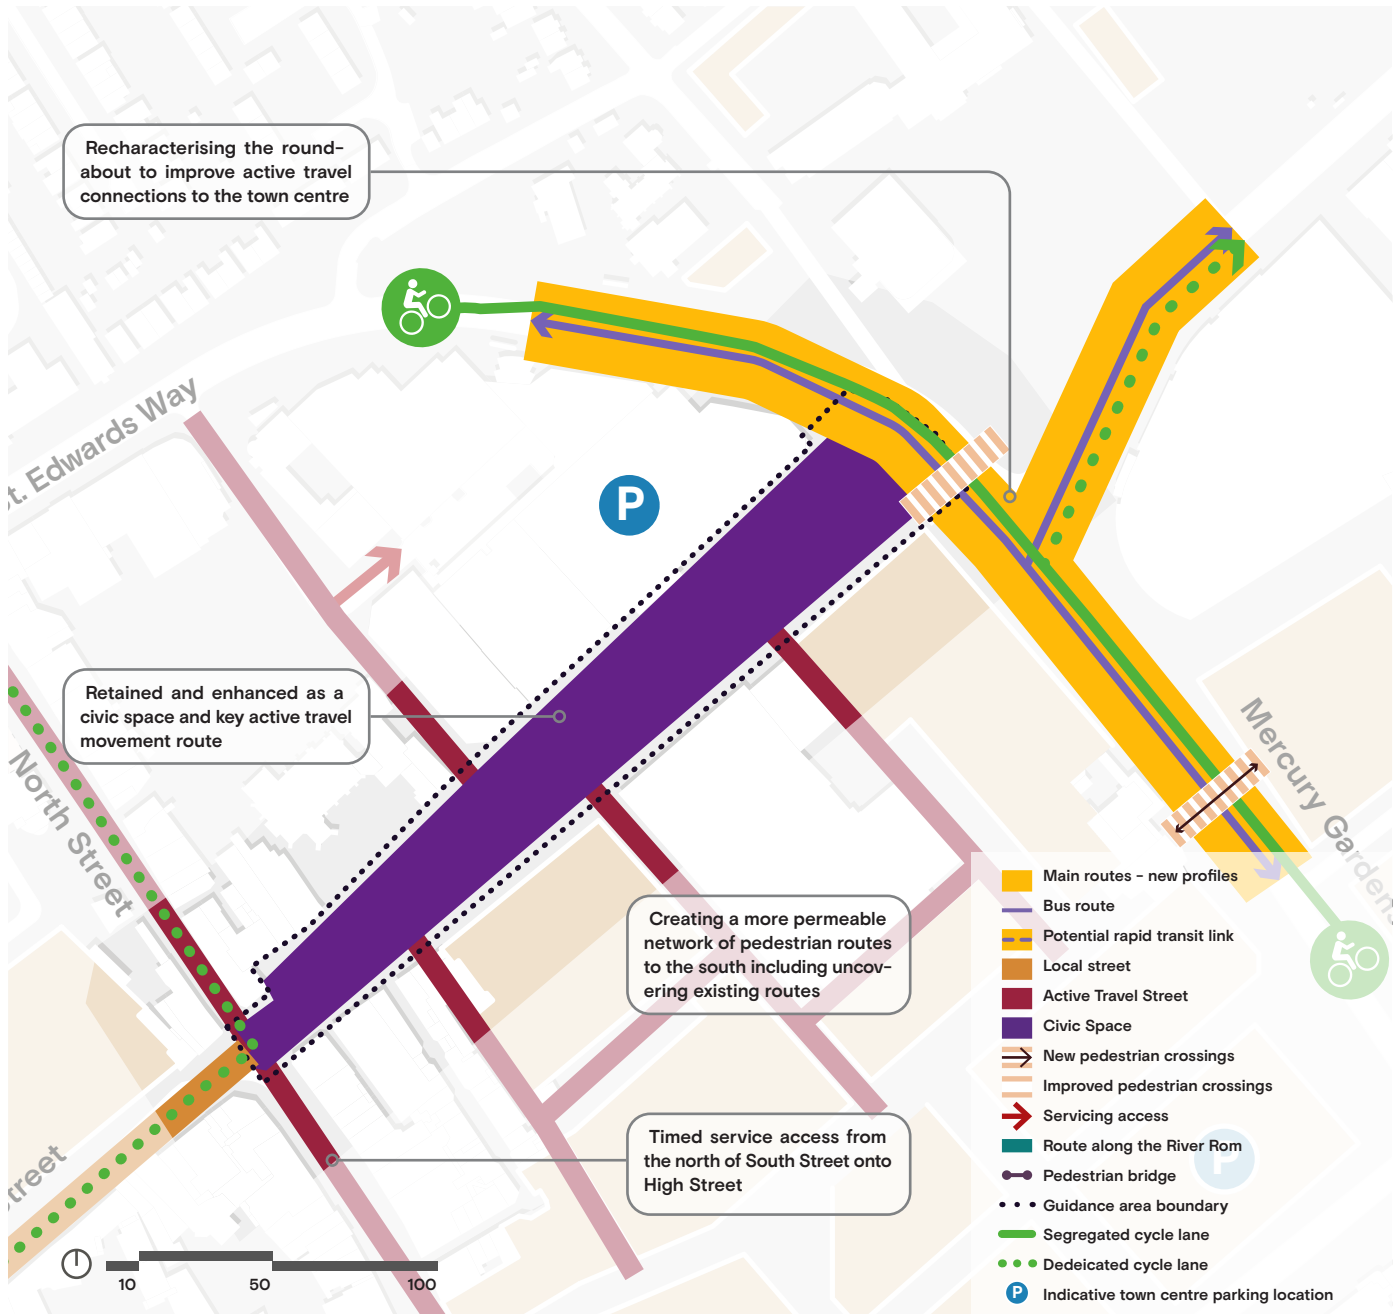 Recharacterising the round-
about to improve active travel
connections to the town centre
t. Edwards Way
P
Retained and enhanced as a
civic space and key active travel
movement route
North Street
Mercury Gardens
Creating a more permeable
network of pedestrian routes
to the south including uncov-
ering existing routes
Timed service access from
the north of South Street onto
High Street
treet
10 50 100
Main routes - new profiles
Bus route
Potential rapid transit link
Local street
Active Travel Street
Civic Space
New pedestrian crossings
Improved pedestrian crossings
Servicing access
Route along the River Rom
P
Pedestrian bridge
Guidance area boundary
Segregated cycle lane
Dedeicated cycle lane
P Indicative town centre parking location